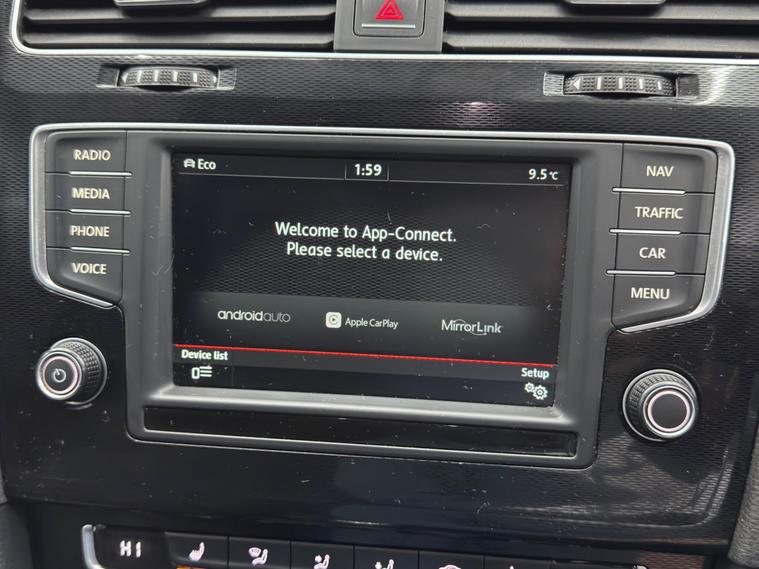 RADIO
MEDIA
PHONE
VOICE
Eco
1:59
9.5°C
Welcome to App-Connect.
Please select a device.
androidauto
Apple CarPlay
MirrorLink
Device list
Setup
NAV
TRAFFIC
CAR
MENU
HI